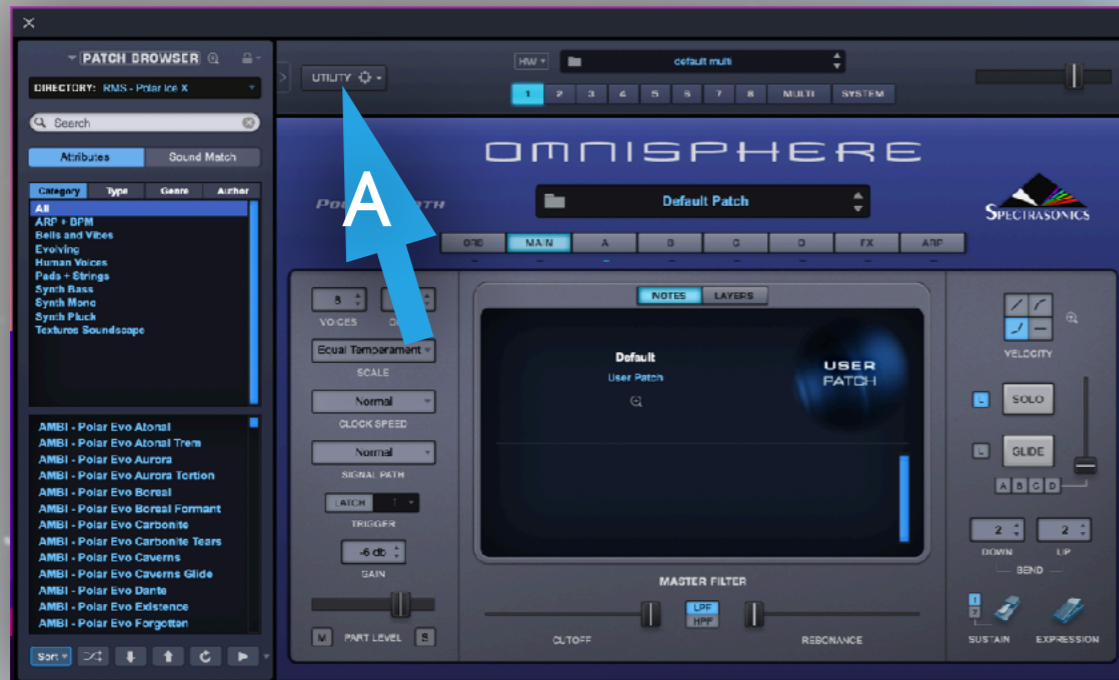 PATCH BROWSER
DIRECTORY: RMS - Polar Ice X
Search
Attributes Sound Match
Category Type Genre Author
All
ARP + BPM
Bells and Vibes
Evolving
Human Voices
Pads + Strings
Synth Bass
Synth Mono
Synth Pluck
Textures Soundscape
AMBI - Polar Evo Atonal
AMBI - Polar Evo Atonal Trem
AMBI - Polar Evo Aurora
AMBI - Polar Evo Aurora Tortion
AMBI - Polar Evo Boreal
AMBI - Polar Evo Boreal Formant
AMBI - Polar Evo Carbonite
AMBI - Polar Evo Carbonite Tears
AMBI - Polar Evo Caverns
AMBI - Polar Evo Caverns Glide
AMBI - Polar Evo Dante
AMBI - Polar Evo Existence
AMBI - Polar Evo Forgotten
Sort
UTILITY
HW default multi
1 2 3 4 5 6 7 8 MULTI SYSTEM
OMNISPHERE
A
Default Patch
SPECTRASONICS
ORB MAIN A B C D FX ARP
8
VOICES
Equal Temperament
SCALE
Normal
CLOCK SPEED
Normal
SIGNAL PATH
LATCH
TRIGGER
-6 db
GAIN
M PART LEVEL S
NOTES LAYERS
Default
User Patch
USER
PATCH
MASTER FILTER
LPF
HPF
CUTOFF RESONANCE
VELOCITY
L SOLO
L GLIDE
A B C D
2 2
DOWN UP
BEND
1
2
SUSTAIN EXPRESSION